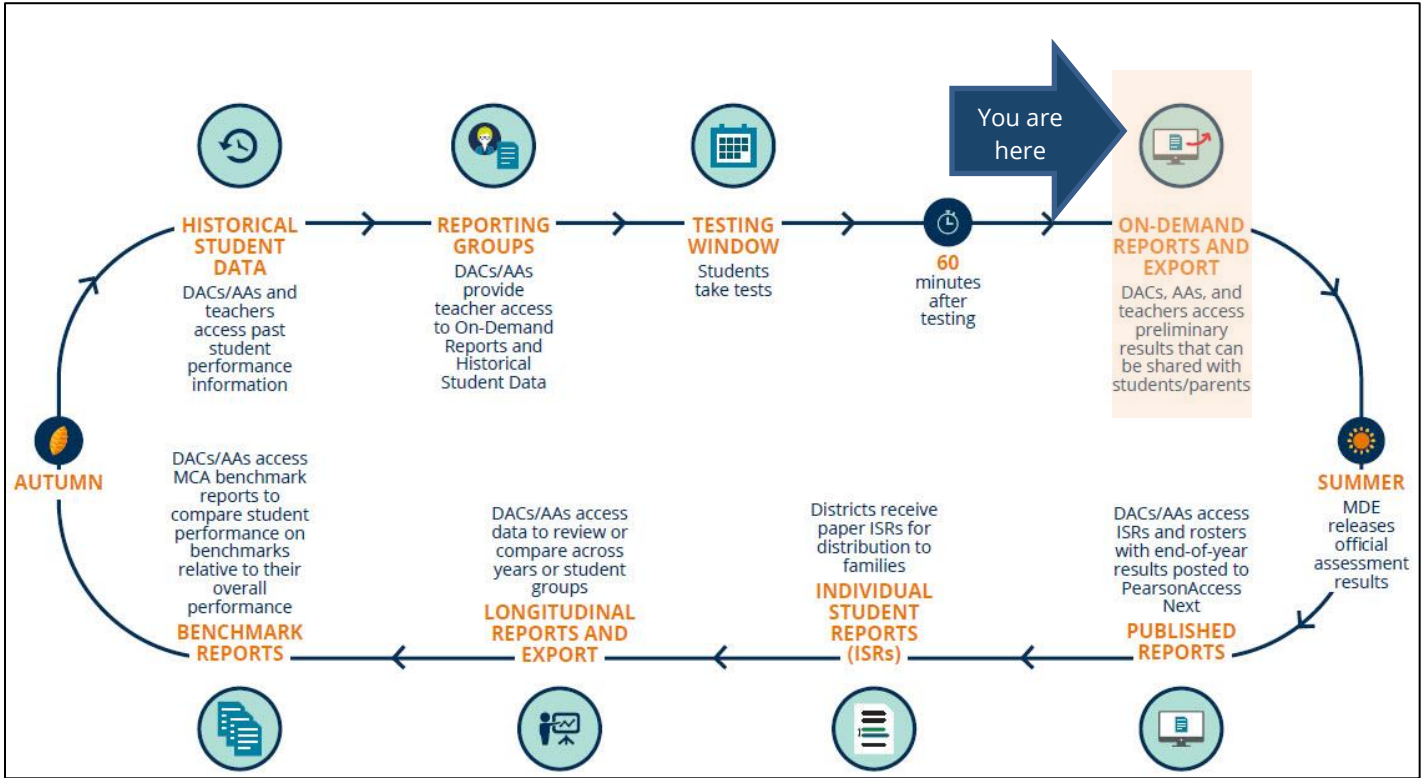 You are
here
HISTORICAL
STUDENT
DATA
DACs/AAs and
teachers
access past
student
performance
information
REPORTING
GROUPS
DACs/AAs
provide
teacher access
to On-Demand
Reports and
Historical
Student Data
TESTING
WINDOW
Students
take tests
60
minutes
after
testing
ON-DEMAND
REPORTS AND
EXPORT
DACs, AAs, and
teachers access
preliminary
results that can
be shared with
students/parents
SUMMER
MDE
releases
official
assessment
results
DACs/AAs access
ISRs and rosters
with end-of-year
results posted to
PearsonAccess
Next
PUBLISHED
REPORTS
Districts receive
paper ISRs for
distribution to
families
INDIVIDUAL
STUDENT
REPORTS
(ISRs)
DACs/AAs access
data to review or
compare across
years or student
groups
LONGITUDINAL
REPORTS AND
EXPORT
DACs/AAs access
MCA benchmark
reports to
compare student
performance on
benchmarks
relative to their
overall
performance
BENCHMARK
REPORTS
AUTUMN